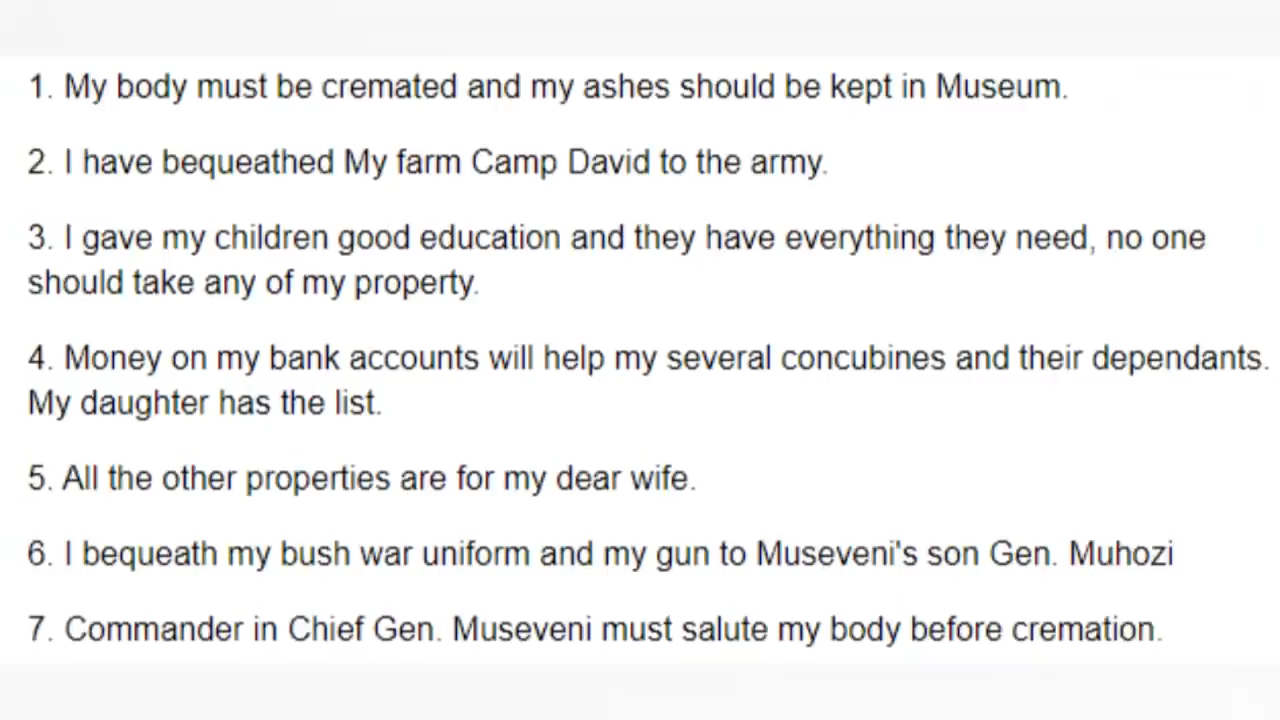 1. My body must be cremated and my ashes should be kept in Museum.
2. I have bequeathed My farm Camp David to the army.
3. I gave my children good education and they have everything they need, no one
should take any of my property.
4. Money on my bank accounts will help my several concubines and their dependants.
My daughter has the list.
5. All the other properties are for my dear wife.
6. I bequeath my bush war uniform and my gun to Museveni's son Gen. Muhozi
7. Commander in Chief Gen. Museveni must salute my body before cremation.